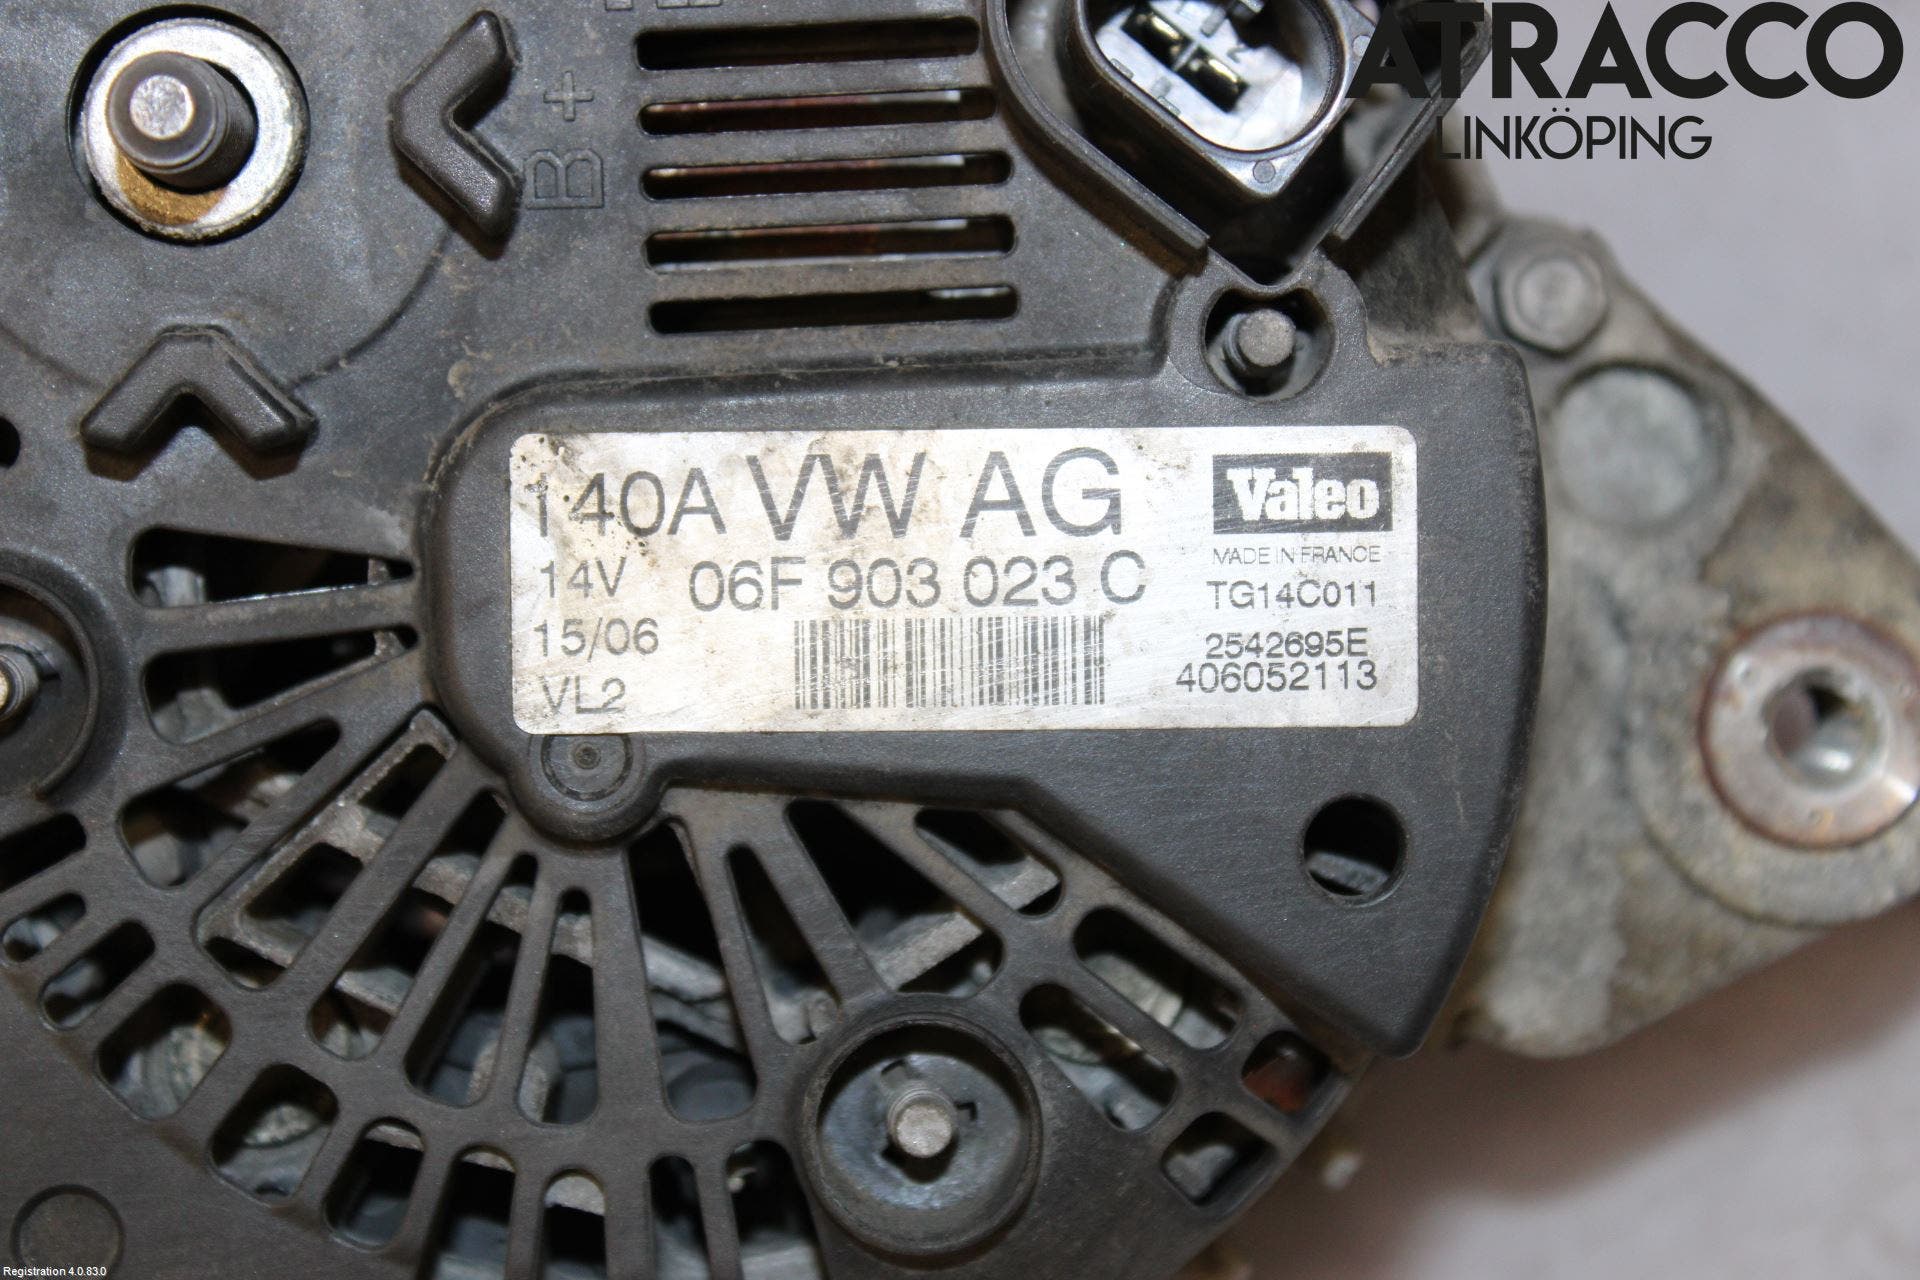 ATRACCO
LINKÖPING
B+
140A VW AG
Valeo
MADE IN FRANCE
14V
06F 903 023 C
TG14C011
15/06
2542695E
VL2
406052113
Registration 4.0.83.0